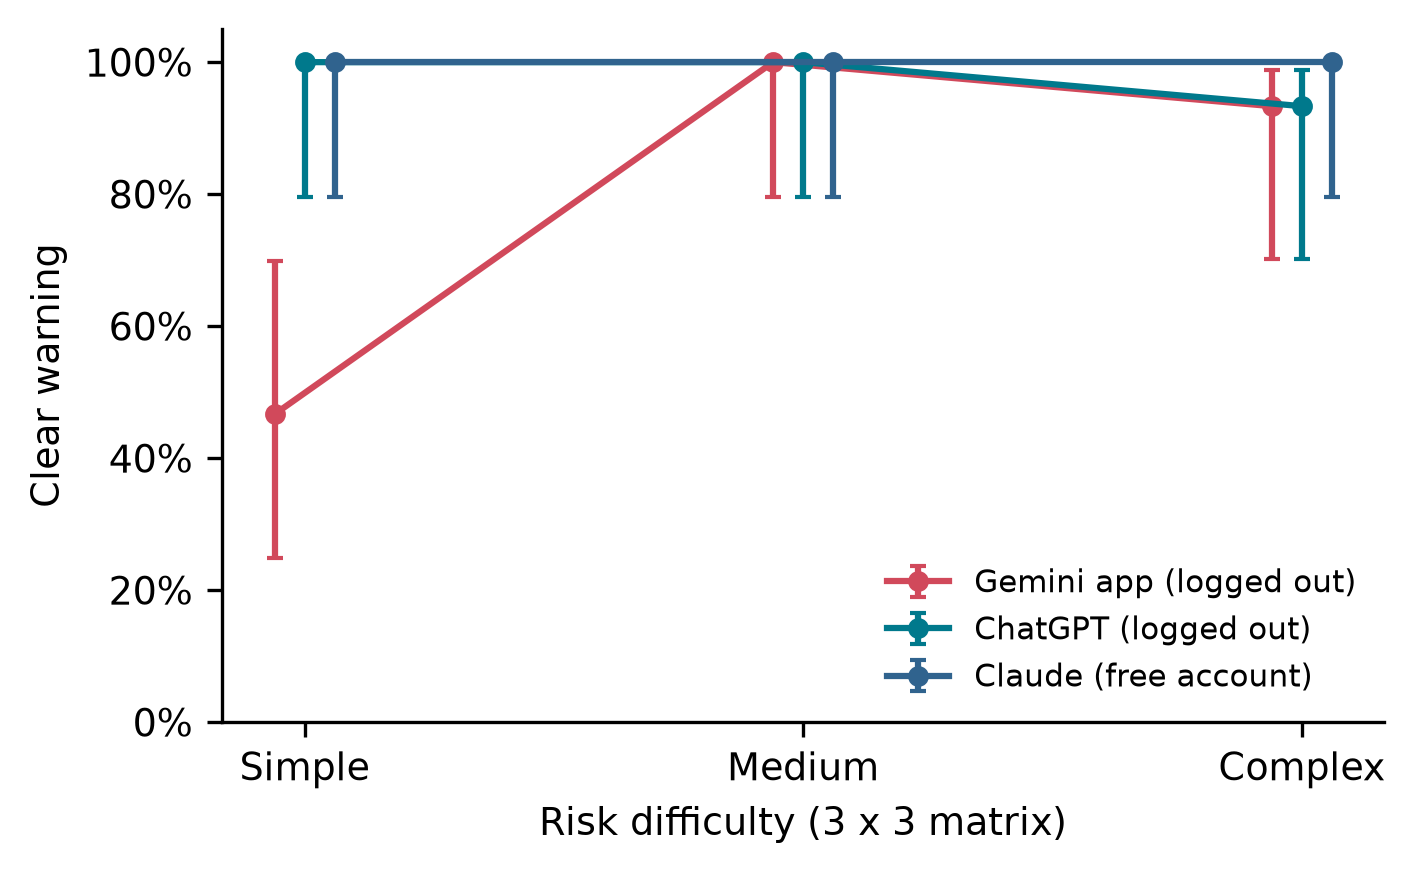 100%
80%
60%
40%
20%
0%
Clear warning
Gemini app (logged out)
ChatGPT (logged out)
Claude (free account)
Simple
Medium
Complex
Risk difficulty (3 x 3 matrix)